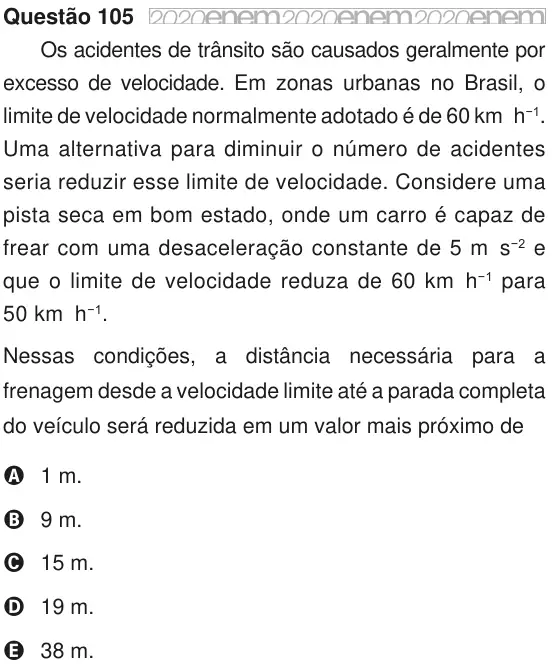 Questão 105 2020enem2020enem2020enem
Os acidentes de trânsito são causados geralmente por
excesso de velocidade. Em zonas urbanas no Brasil, o
limite de velocidade normalmente adotado é de 60 km h⁻¹.
Uma alternativa para diminuir o número de acidentes
seria reduzir esse limite de velocidade. Considere uma
pista seca em bom estado, onde um carro é capaz de
frear com uma desaceleração constante de 5 m s⁻² e
que o limite de velocidade reduza de 60 km h⁻¹ para
50 km h⁻¹.
Nessas condições, a distância necessária para a
frenagem desde a velocidade limite até a parada completa
do veículo será reduzida em um valor mais próximo de
A 1 m.
B 9 m.
C 15 m.
D 19 m.
E 38 m.